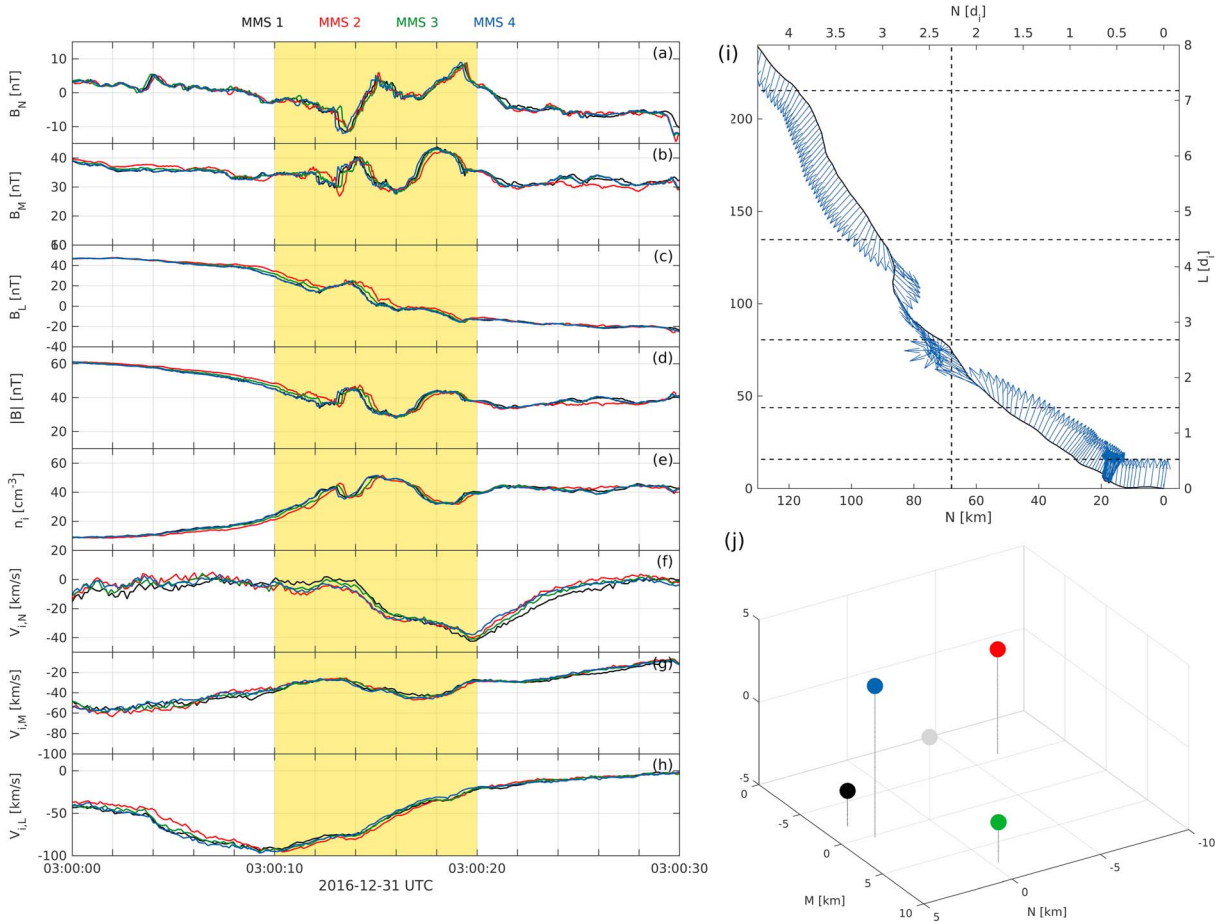 MMS 1 MMS 2 MMS 3 MMS 4
(a)
B_N [nT]
10
0
-10
(b)
B_M [nT]
40
30
20
10
(c)
B_L [nT]
60
40
20
0
-20
-40
(d)
|B| [nT]
60
40
20
(e)
n_i [cm^-3]
60
40
20
(f)
V_i,N [km/s]
20
0
-20
-40
(g)
V_i,M [km/s]
-20
-40
-60
-80
-100
(h)
V_i,L [km/s]
0
-50
-100
03:00:00 03:00:10 03:00:20 03:00:30
2016-12-31 UTC
(i)
N [d_i]
4 3.5 3 2.5 2 1.5 1 0.5 0
200
150
100
50
0
8
7
6
5
4
3
2
1
0
L [d_i]
120 100 80 60 40 20 0
N [km]
(j)
5
0
-5
0
-5
0
5
10
M [km]
5
0
-5
-10
N [km]